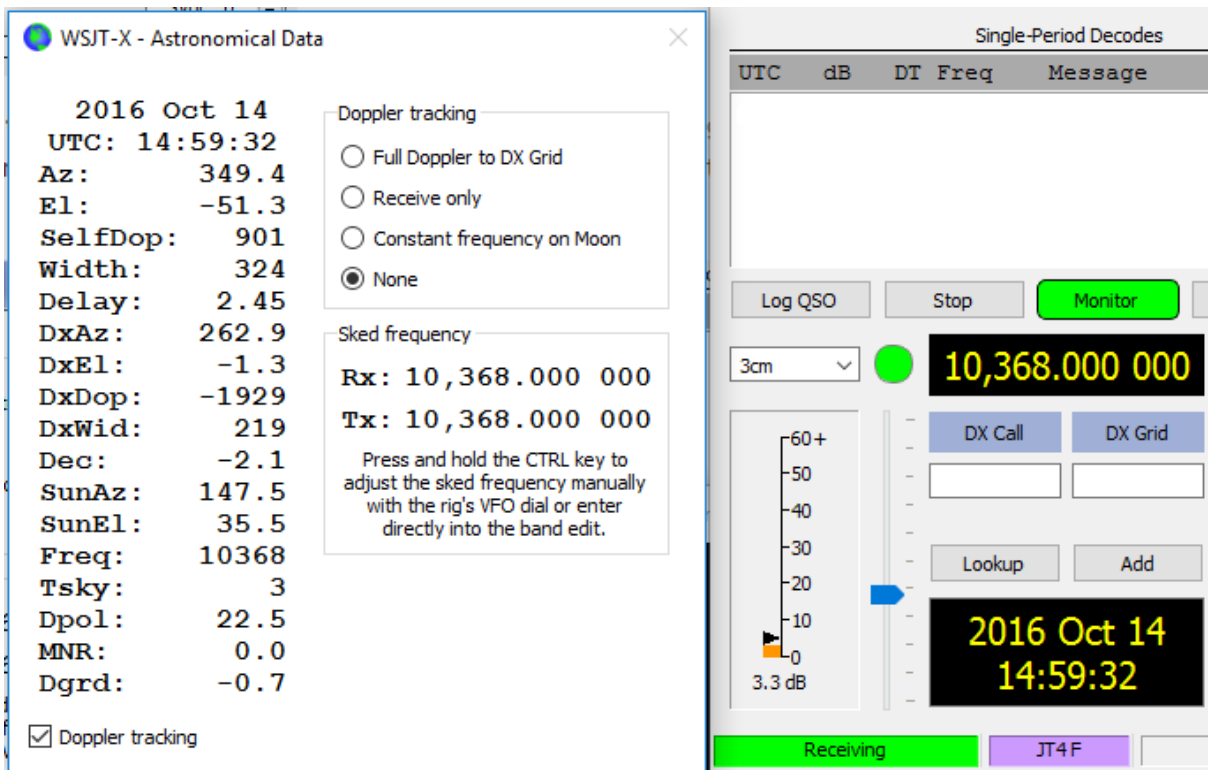 WSJT-X - Astronomical Data
2016 Oct 14
UTC: 14:59:32
Az: 349.4
El: -51.3
SelfDop: 901
Width: 324
Delay: 2.45
DxAz: 262.9
DxEl: -1.3
DxDop: -1929
DxWid: 219
Dec: -2.1
SunAz: 147.5
SunEl: 35.5
Freq: 10368
Tsky: 3
Dpol: 22.5
MNR: 0.0
Dgrd: -0.7
Doppler tracking
Doppler tracking
Full Doppler to DX Grid
Receive only
Constant frequency on Moon
None
Sked frequency
Rx: 10,368.000 000
Tx: 10,368.000 000
Press and hold the CTRL key to
adjust the sked frequency manually
with the rig's VFO dial or enter
directly into the band edit.
Single-Period Decodes
UTC dB DT Freq Message
Log QSO Stop Monitor
3cm 10,368.000 000
DX Call DX Grid
60+
50
40
30
20
10
0
3.3 dB
Lookup Add
2016 Oct 14
14:59:32
Receiving JT4 F